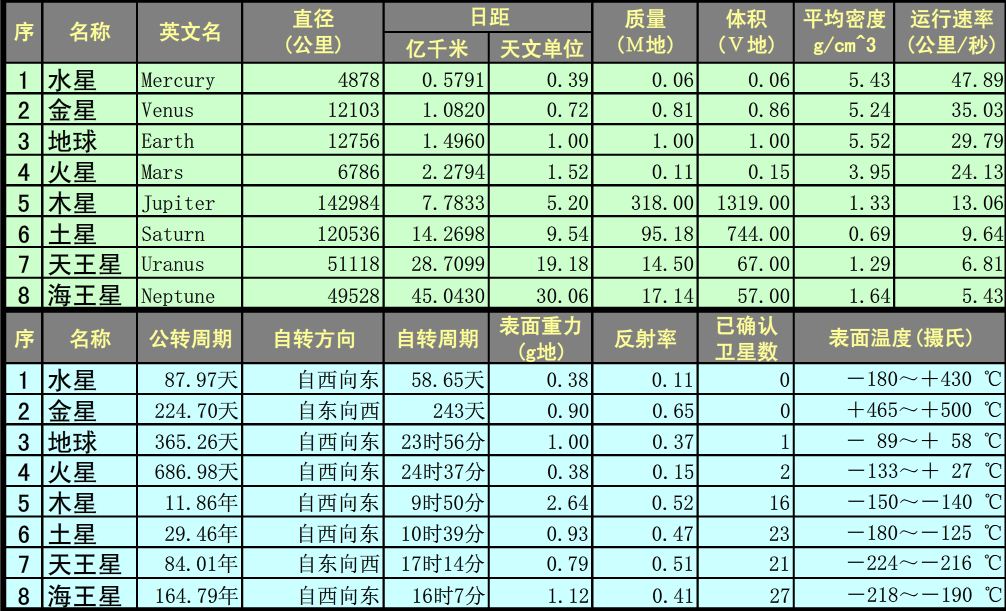 序 名称 英文名 直径(公里) 日距 质量(M地) 体积(V地) 平均密度g/cm^3 运行速率(公里/秒)
亿千米 天文单位
1 水星 Mercury 4878 0.5791 0.39 0.06 0.06 5.43 47.89
2 金星 Venus 12103 1.0820 0.72 0.81 0.86 5.24 35.03
3 地球 Earth 12756 1.4960 1.00 1.00 1.00 5.52 29.79
4 火星 Mars 6786 2.2794 1.52 0.11 0.15 3.95 24.13
5 木星 Jupiter 142984 7.7833 5.20 318.00 1319.00 1.33 13.06
6 土星 Saturn 120536 14.2698 9.54 95.18 744.00 0.69 9.64
7 天王星 Uranus 51118 28.7099 19.18 14.50 67.00 1.29 6.81
8 海王星 Neptune 49528 45.0430 30.06 17.14 57.00 1.64 5.43
序 名称 公转周期 自转方向 自转周期 表面重力(g地) 反射率 已确认卫星数 表面温度(摄氏)
1 水星 87.97天 自西向东 58.65天 0.38 0.11 0 －180～＋430 ℃
2 金星 224.70天 自东向西 243天 0.90 0.65 0 ＋465～＋500 ℃
3 地球 365.26天 自西向东 23时56分 1.00 0.37 1 － 89～＋ 58 ℃
4 火星 686.98天 自西向东 24时37分 0.38 0.15 2 －133～＋ 27 ℃
5 木星 11.86年 自西向东 9时50分 2.64 0.52 16 －150～－140 ℃
6 土星 29.46年 自西向东 10时39分 0.93 0.47 23 －180～－125 ℃
7 天王星 84.01年 自东向西 17时14分 0.79 0.51 21 －224～－216 ℃
8 海王星 164.79年 自西向东 16时7分 1.12 0.41 27 －218～－190 ℃